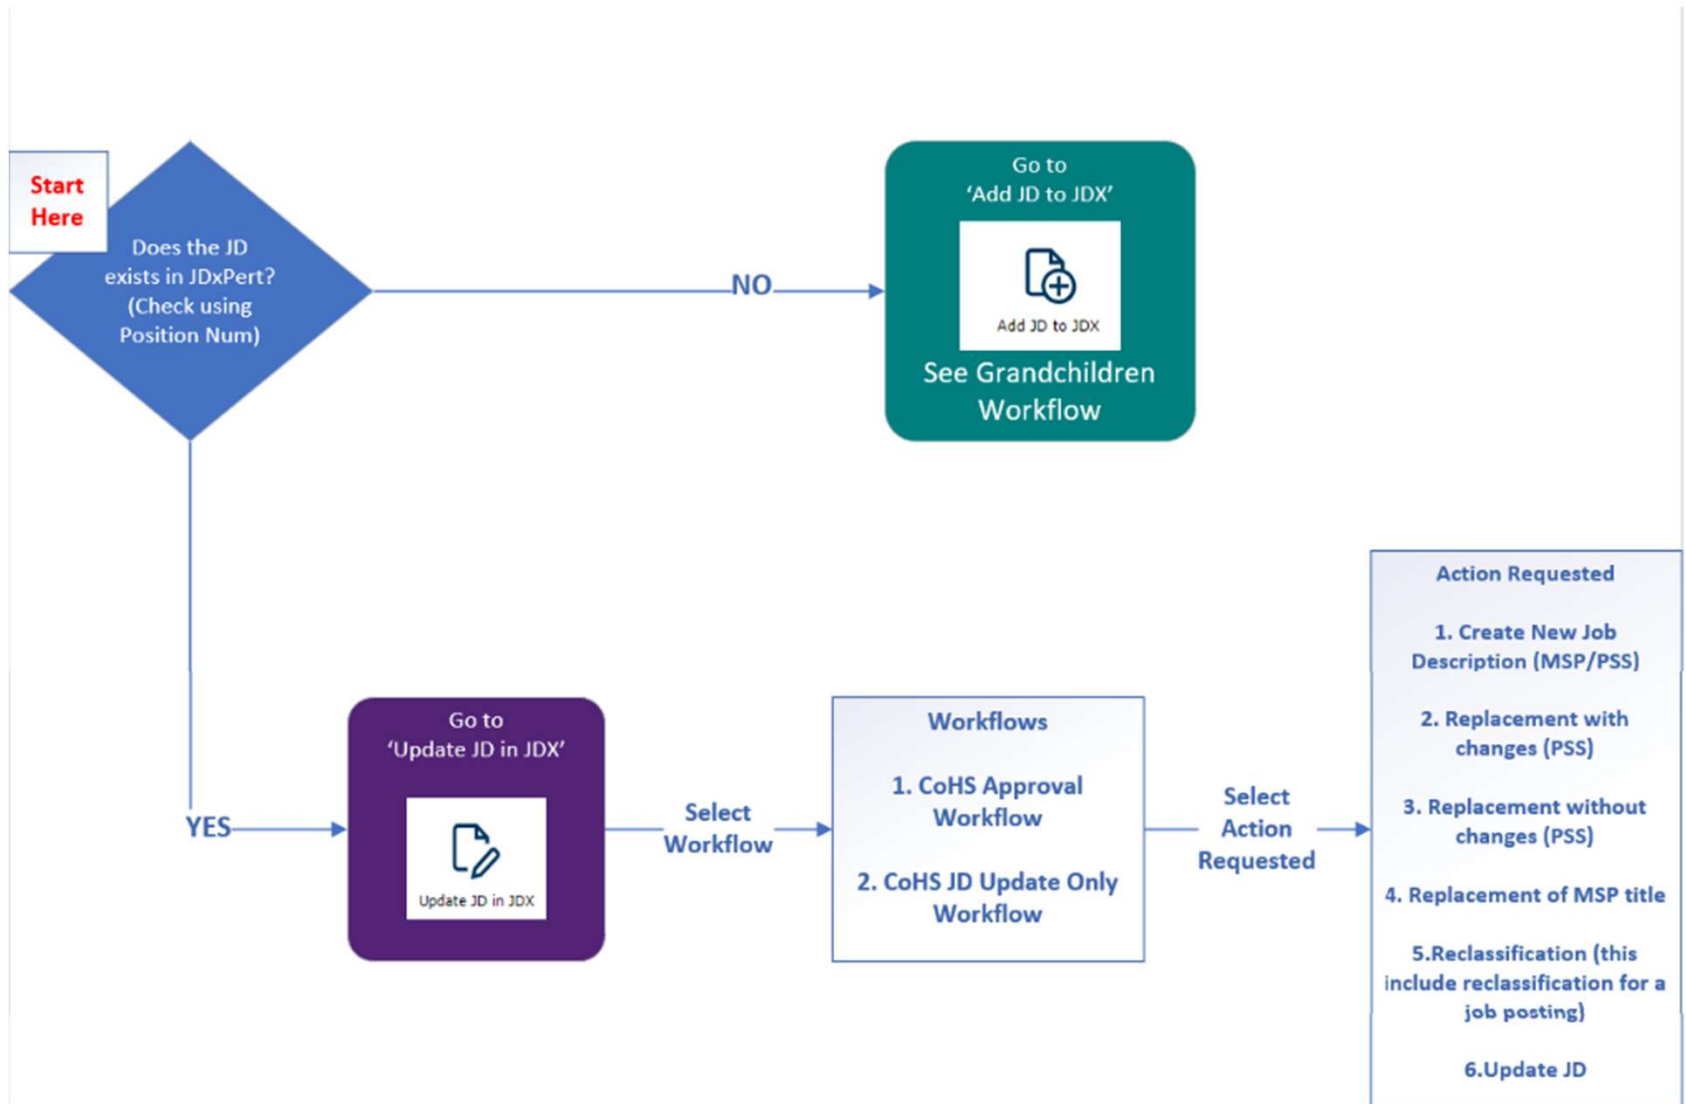 Start
Here
Does the JD
exists in JDxPert?
(Check using
Position Num)
NO
Go to
‘Add JD to JDX’
Add JD to JDX
See Grandchildren
Workflow
YES
Go to
‘Update JD in JDX’
Update JD in JDX
Select
Workflow
Workflows
1. CoHS Approval
Workflow
2. CoHS JD Update Only
Workflow
Select
Action
Requested
Action Requested
1. Create New Job
Description (MSP/PSS)
2. Replacement with
changes (PSS)
3. Replacement without
changes (PSS)
4. Replacement of MSP title
5.Reclassification (this
include reclassification for a
job posting)
6.Update JD